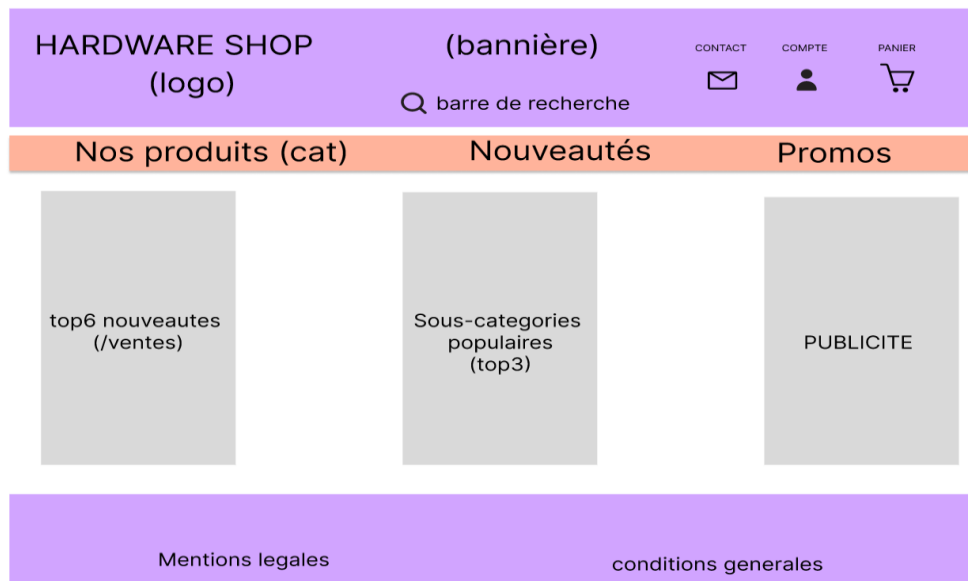 HARDWARE SHOP
(logo)
(bannière)
barre de recherche
CONTACT
COMPTE
PANIER
Nos produits (cat)
Nouveautés
Promos
top6 nouveautes
(/ventes)
Sous-categories
populaires
(top3)
PUBLICITE
Mentions legales
conditions generales